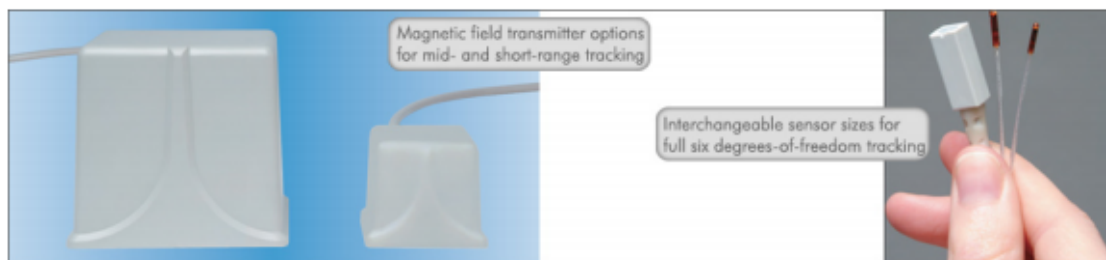 Magnetic field transmitter options
for mid- and short-range tracking
Interchangeable sensor sizes for
full six degrees-of-freedom tracking